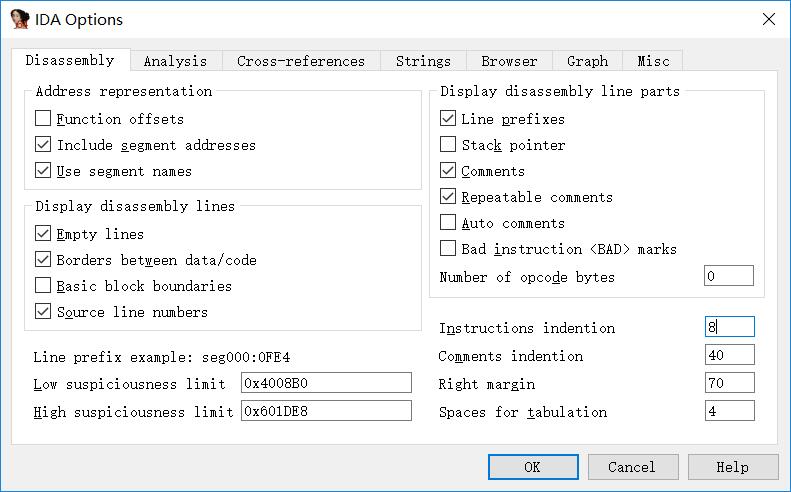 IDA Options
Disassembly Analysis Cross-references Strings Browser Graph Misc
Address representation
Function offsets
Include segment addresses
Use segment names
Display disassembly lines
Empty lines
Borders between data/code
Basic block boundaries
Source line numbers
Line prefix example: seg000:0FE4
Low suspiciousness limit 0x4008B0
High suspiciousness limit 0x601DE8
Display disassembly line parts
Line prefixes
Stack pointer
Comments
Repeatable comments
Auto comments
Bad instruction <BAD> marks
Number of opcode bytes 0
Instructions indention 8
Comments indention 40
Right margin 70
Spaces for tabulation 4
OK Cancel Help